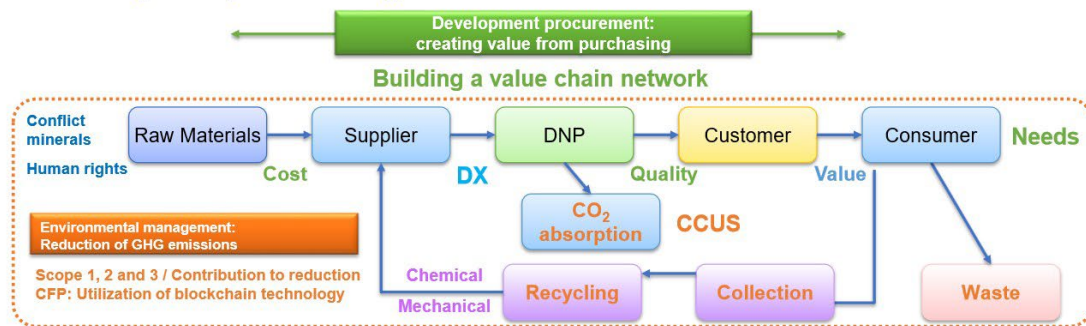 Development procurement:
creating value from purchasing
Building a value chain network
Conflict
minerals
Human rights
Raw Materials
Supplier
DNP
Customer
Consumer
Needs
Cost
DX
Quality
Value
CO₂
absorption
CCUS
Environmental management:
Reduction of GHG emissions
Scope 1, 2 and 3 / Contribution to reduction
CFP: Utilization of blockchain technology
Chemical
Mechanical
Recycling
Collection
Waste